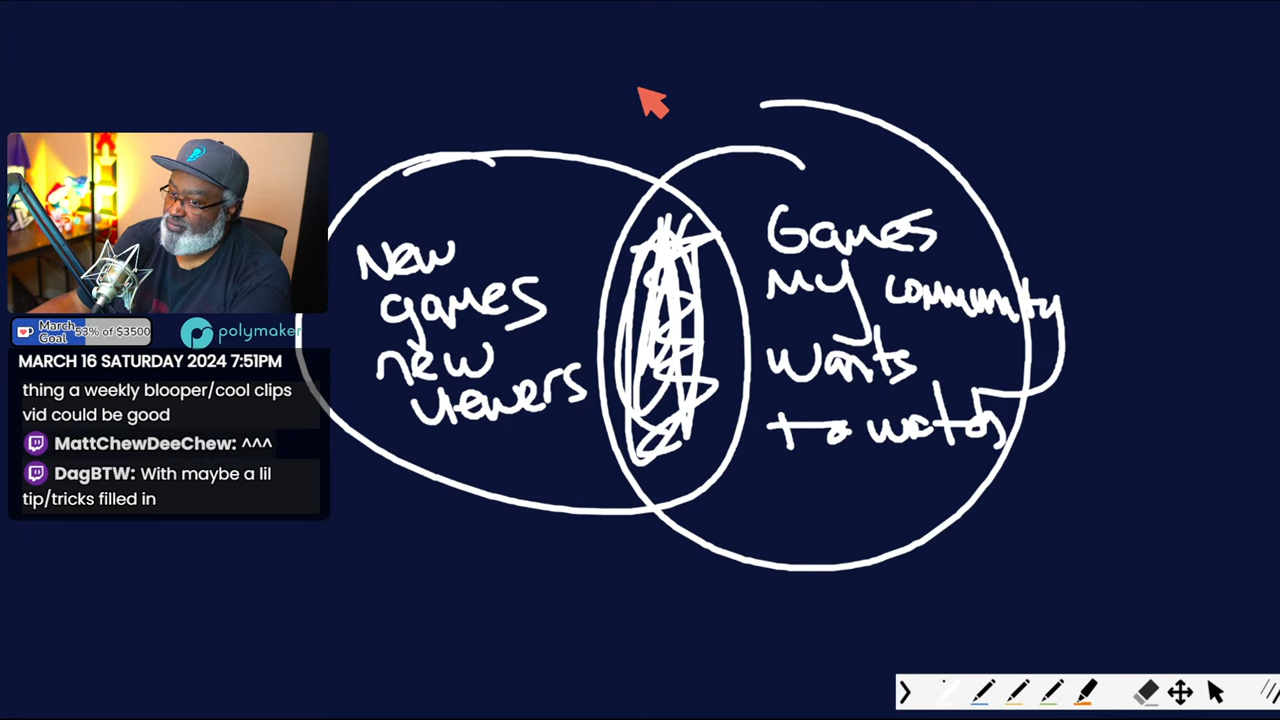 New
games
new
viewers
Games
my community
wants
to watch
March
Goal
53% of $3500
polymaker
MARCH 16 SATURDAY 2024 7:51PM
thing a weekly blooper/cool clips
vid could be good
MattChewDeeChew: ^^^
DagBTW: With maybe a lil
tip/tricks filled in